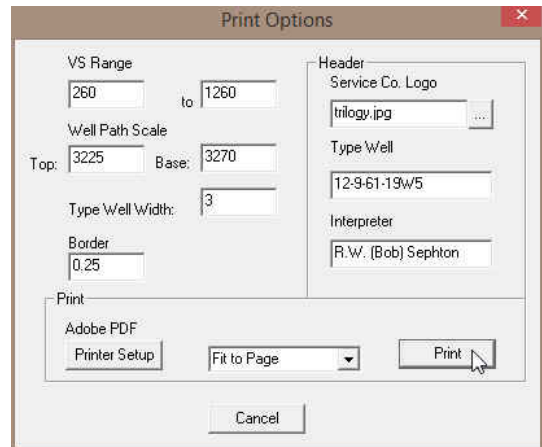 Print Options
VS Range
260 to 1260
Well Path Scale
Top: 3225 Base: 3270
Type Well Width: 3
Border
0.25
Header
Service Co. Logo
trilogy.jpg ...
Type Well
12-9-61-19W5
Interpreter
R.W. (Bob) Sephton
Print
Adobe PDF
Printer Setup Fit to Page Print
Cancel